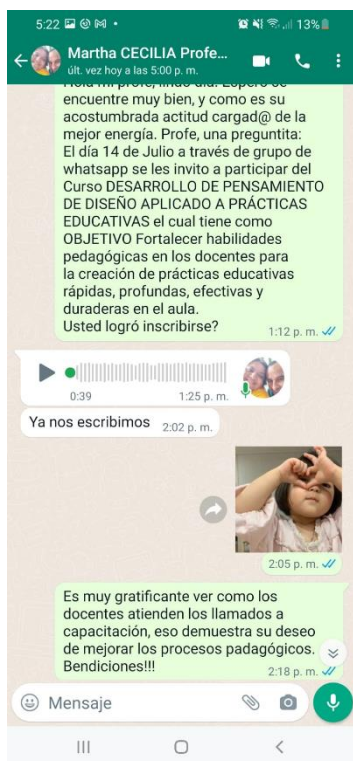 5:22
13%
Martha CECILIA Profe...
últ. vez hoy a las 5:00 p. m.
encuentre muy bien, y como es su
acostumbrada actitud cargad@ de la
mejor energía. Profe, una preguntita:
El día 14 de Julio a través de grupo de
whatsapp se les invito a participar del
Curso DESARROLLO DE PENSAMIENTO
DE DISEÑO APLICADO A PRÁCTICAS
EDUCATIVAS el cual tiene como
OBJETIVO Fortalecer habilidades
pedagógicas en los docentes para
la creación de prácticas educativas
rápidas, profundas, efectivas y
duraderas en el aula.
Usted logró inscribirse?
1:12 p. m.
0:39
1:25 p. m.
Ya nos escribimos
2:02 p. m.
2:05 p. m.
Es muy gratificante ver como los
docentes atienden los llamados a
capacitación, eso demuestra su deseo
de mejorar los procesos padagógicos.
Bendiciones!!!
2:18 p. m.
Mensaje